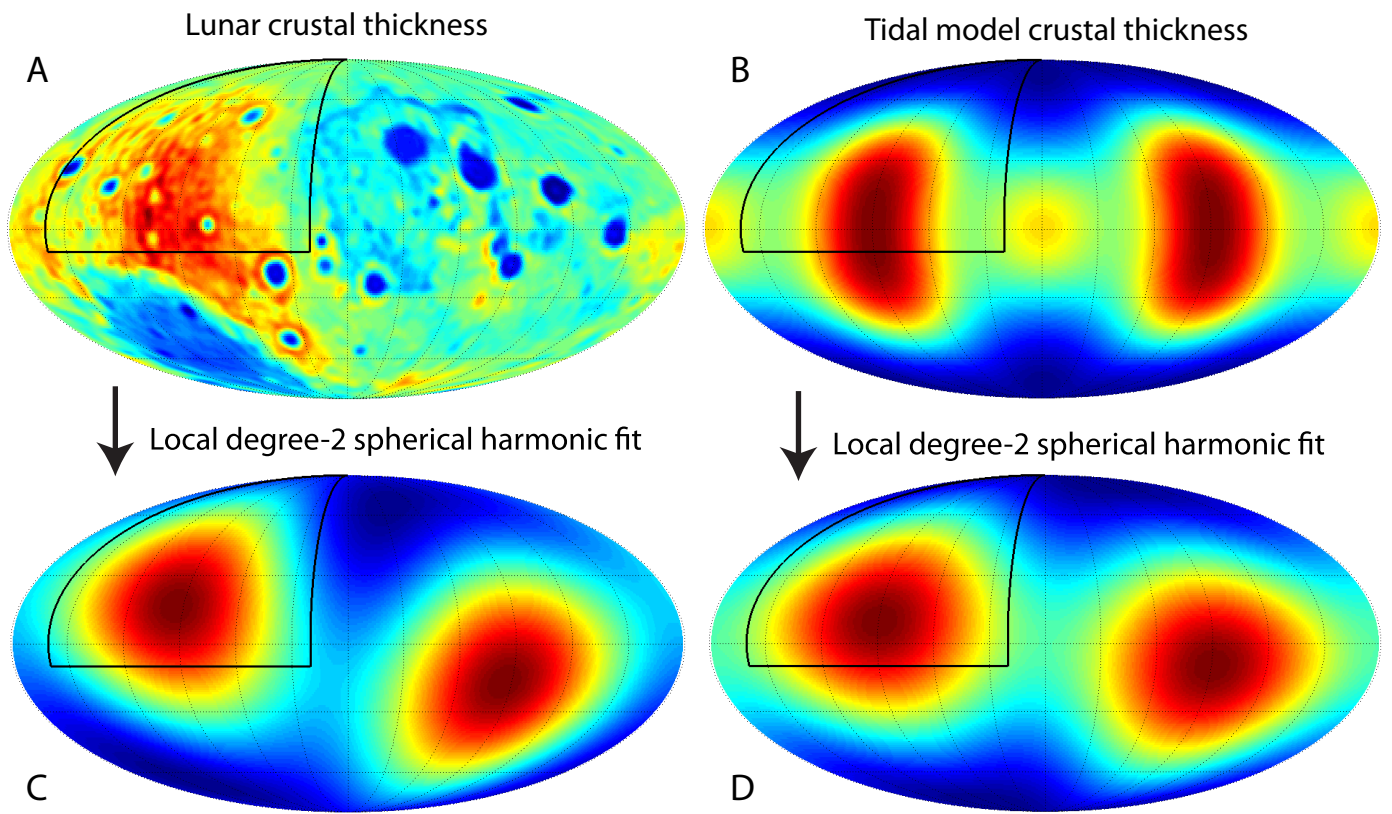 Lunar crustal thickness
Tidal model crustal thickness
A
B
Local degree-2 spherical harmonic fit
Local degree-2 spherical harmonic fit
C
D